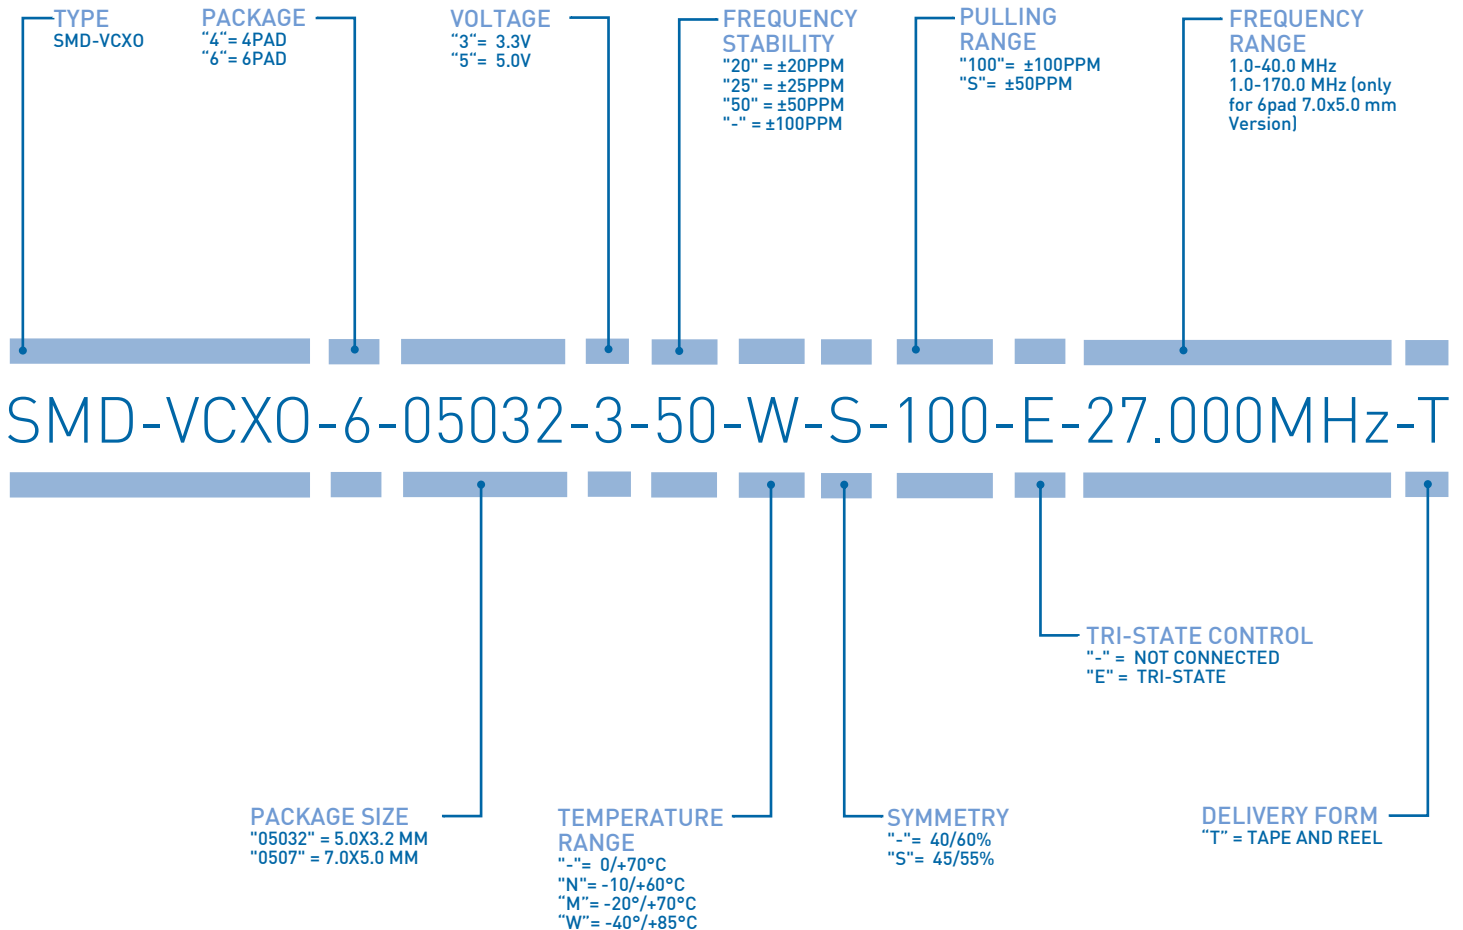 TYPE
SMD-VCXO
PACKAGE
“4“= 4PAD
“6“= 6PAD
VOLTAGE
“3“= 3.3V
“5“= 5.0V
FREQUENCY
STABILITY
"20" = ±20PPM
"25" = ±25PPM
"50" = ±50PPM
"-" = ±100PPM
PULLING
RANGE
"100"= ±100PPM
"S"= ±50PPM
FREQUENCY
RANGE
1.0-40.0 MHz
1.0-170.0 MHz (only
for 6pad 7.0x5.0 mm
Version)
SMD-VCXO-6-05032-3-50-W-S-100-E-27.000MHz-T
TRI-STATE CONTROL
"-" = NOT CONNECTED
"E" = TRI-STATE
PACKAGE SIZE
"05032" = 5.0X3.2 MM
"0507" = 7.0X5.0 MM
TEMPERATURE
RANGE
"-"= 0/+70°C
"N"= -10/+60°C
“M”= -20°/+70°C
“W”= -40°/+85°C
SYMMETRY
"-"= 40/60%
"S"= 45/55%
DELIVERY FORM
“T” = TAPE AND REEL